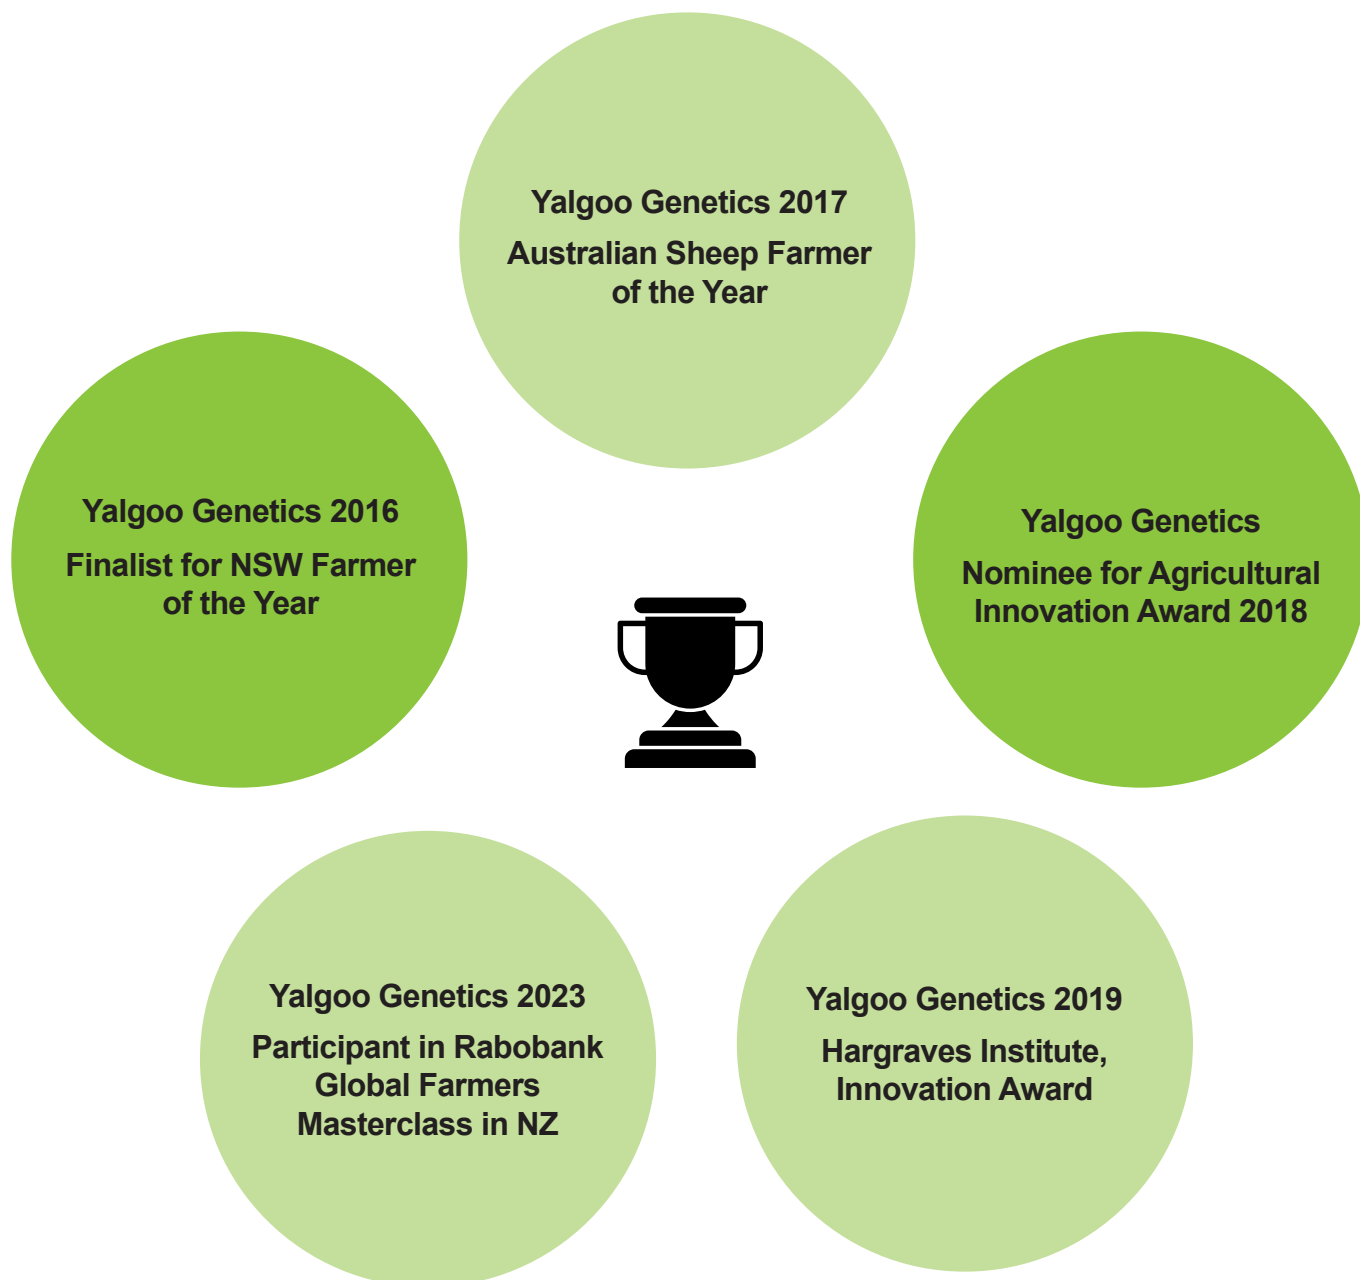 Yalgoo Genetics 2017
Australian Sheep Farmer
of the Year
Yalgoo Genetics 2016
Finalist for NSW Farmer
of the Year
Yalgoo Genetics
Nominee for Agricultural
Innovation Award 2018
Yalgoo Genetics 2023
Participant in Rabobank
Global Farmers
Masterclass in NZ
Yalgoo Genetics 2019
Hargraves Institute,
Innovation Award